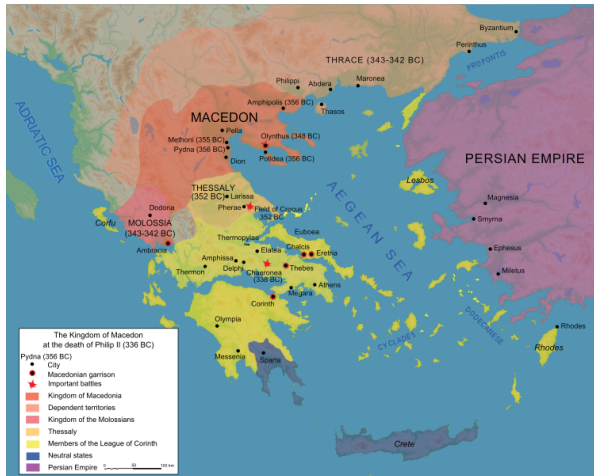 Byzantium
Perinthus
PROPONTIS
THRACE (343-342 BC)
Philippi
Abdera
Maronea
ADRIATIC SEA
Amphipolis (356 BC)
Thasos
MACEDON
Pella
Olynthus (348 BC)
Methoni (355 BC)
Pydna (356 BC)
Potidea (356 BC)
Dion
PERSIAN EMPIRE
THESSALY
(352 BC)
Larissa
Lesbos
AEGEAN SEA
Dodona
Pherae
Field of Crocus
352 BC
Magnesia
Corfu
MOLOSSIA
(343-342 BC)
Smyrna
Ambracia
Thermopylae
Euboea
Elatea
Chalcis
Eretria
Ephesus
Amphissa
Delphi
Thermon
Chaeronea
(338 BC)
Thebes
Miletus
Athens
Megara
Corinth
Olympia
DODECANESE
Rhodes
CYCLADES
Rhodes
Messenia
Sparta
Crete
The Kingdom of Macedon
at the death of Philip II (336 BC)
Pydna (356 BC)
City
Macedonian garrison
Important battles
Kingdom of Macedonia
Dependent territories
Kingdom of the Molossians
Thessaly
Members of the League of Corinth
Neutral states
Persian Empire
0 50 100 km